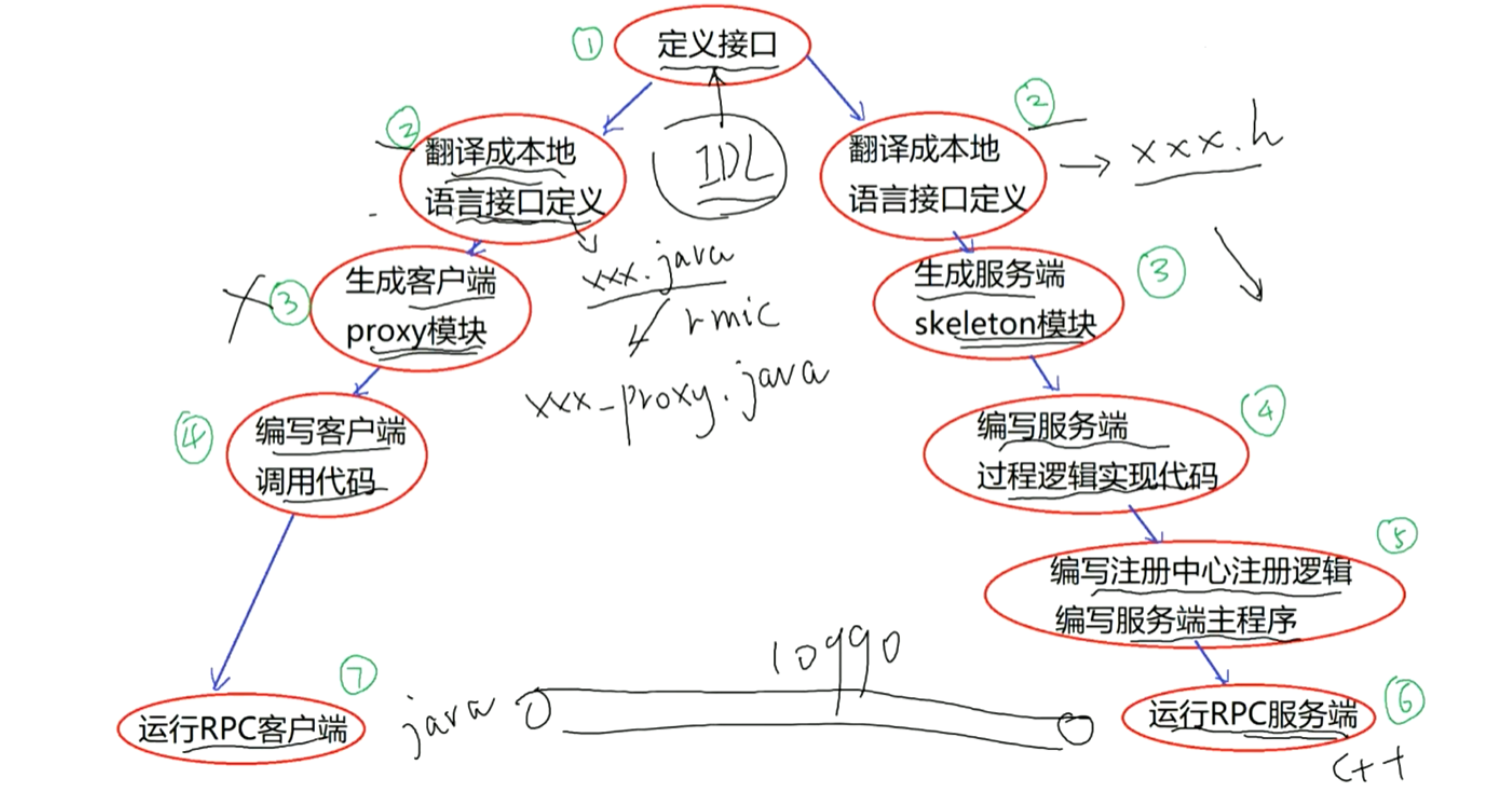 ① 定义接口
IDL
② 翻译成本地
语言接口定义
② 翻译成本地
语言接口定义
→ xxx.h
③ 生成客户端
proxy模块
xxx.java
rmic
xxx_proxy.java
③ 生成服务端
skeleton模块
④ 编写客户端
调用代码
④ 编写服务端
过程逻辑实现代码
⑤ 编写注册中心注册逻辑
编写服务端主程序
⑦ 运行RPC客户端
java
10990
⑥ 运行RPC服务端
C++